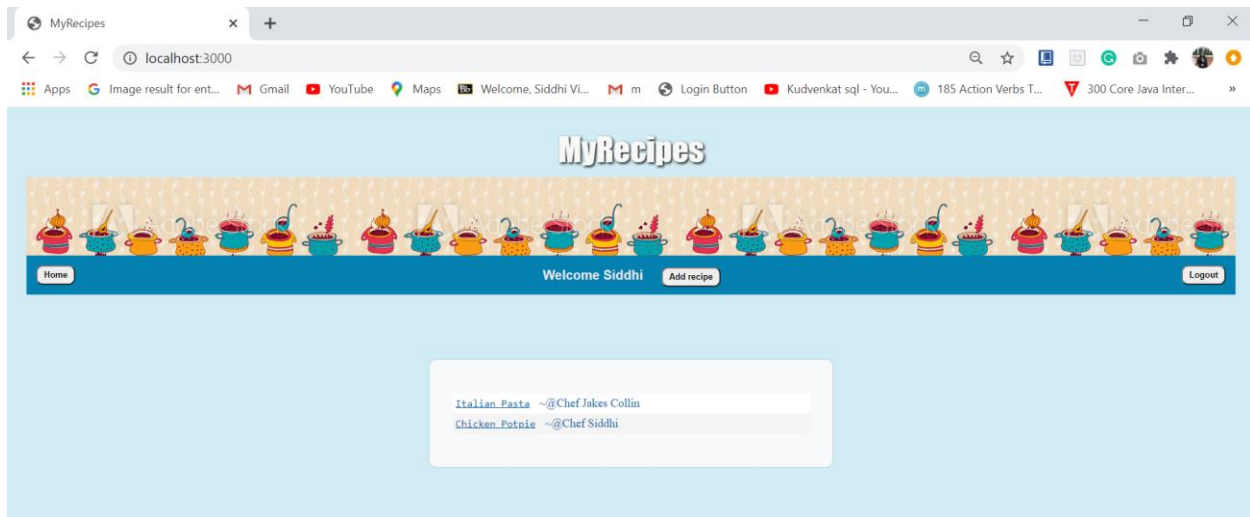 MyRecipes
localhost:3000
Apps Image result for ent... Gmail YouTube Maps Bb Welcome, Siddhi Vi... m Login Button Kudvenkat sql - You... m 185 Action Verbs T... 300 Core Java Inter... »
MyRecipes
Home Welcome Siddhi Add recipe Logout
Italian Pasta ~@Chef Jakes Collin
Chicken Potpie ~@Chef Siddhi